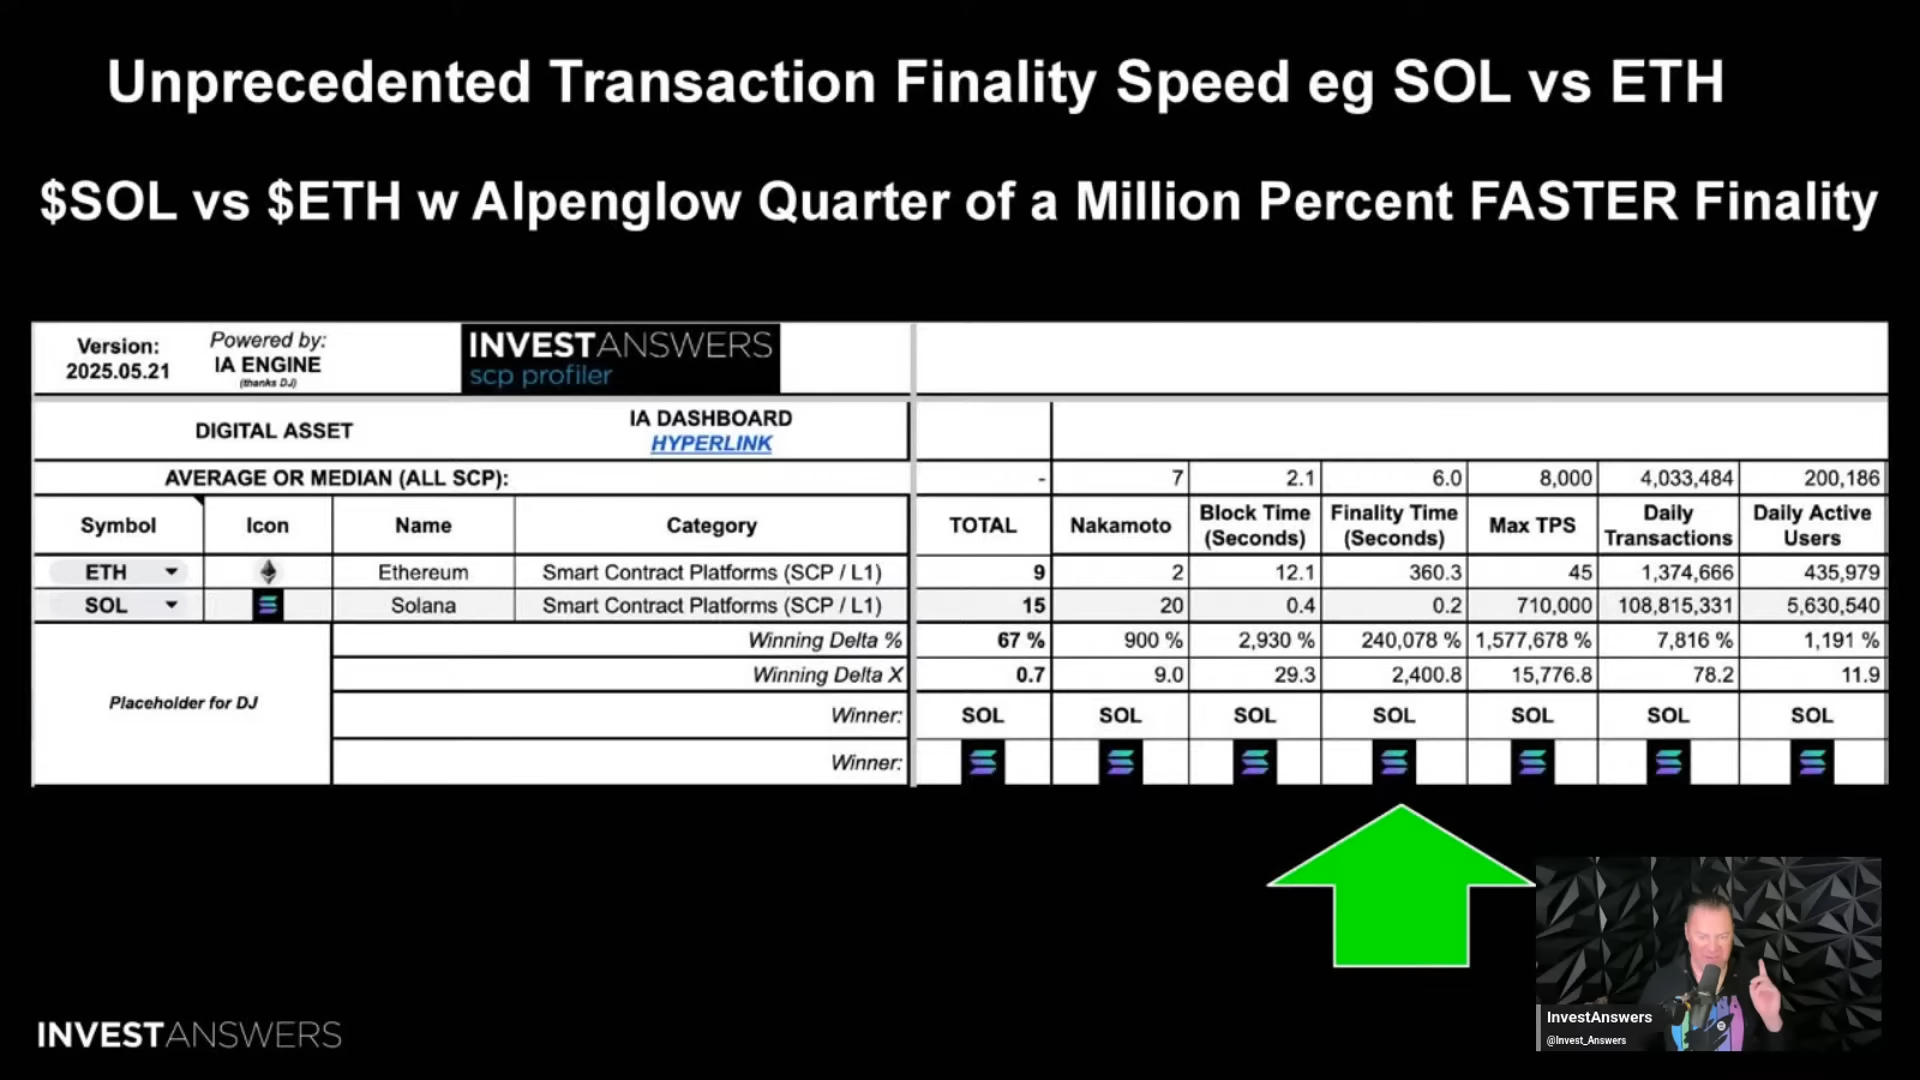 Unprecedented Transaction Finality Speed eg SOL vs ETH
$SOL vs $ETH w Alpenglow Quarter of a Million Percent FASTER Finality
Version: 2025.05.21
Powered by: IA ENGINE (thanks DJ)
INVESTANSWERS
scp profiler
DIGITAL ASSET
IA DASHBOARD
HYPERLINK
AVERAGE OR MEDIAN (ALL SCP): - 7 2.1 6.0 8,000 4,033,484 200,186
Symbol Icon Name Category TOTAL Nakamoto Block Time (Seconds) Finality Time (Seconds) Max TPS Daily Transactions Daily Active Users
ETH Ethereum Smart Contract Platforms (SCP / L1) 9 2 12.1 360.3 45 1,374,666 435,979
SOL Solana Smart Contract Platforms (SCP / L1) 15 20 0.4 0.2 710,000 108,815,331 5,630,540
Winning Delta % 67 % 900 % 2,930 % 240,078 % 1,577,678 % 7,816 % 1,191 %
Winning Delta X 0.7 9.0 29.3 2,400.8 15,776.8 78.2 11.9
Placeholder for DJ
Winner: SOL SOL SOL SOL SOL SOL SOL
Winner:
InvestAnswers
@Invest_Answers
INVESTANSWERS